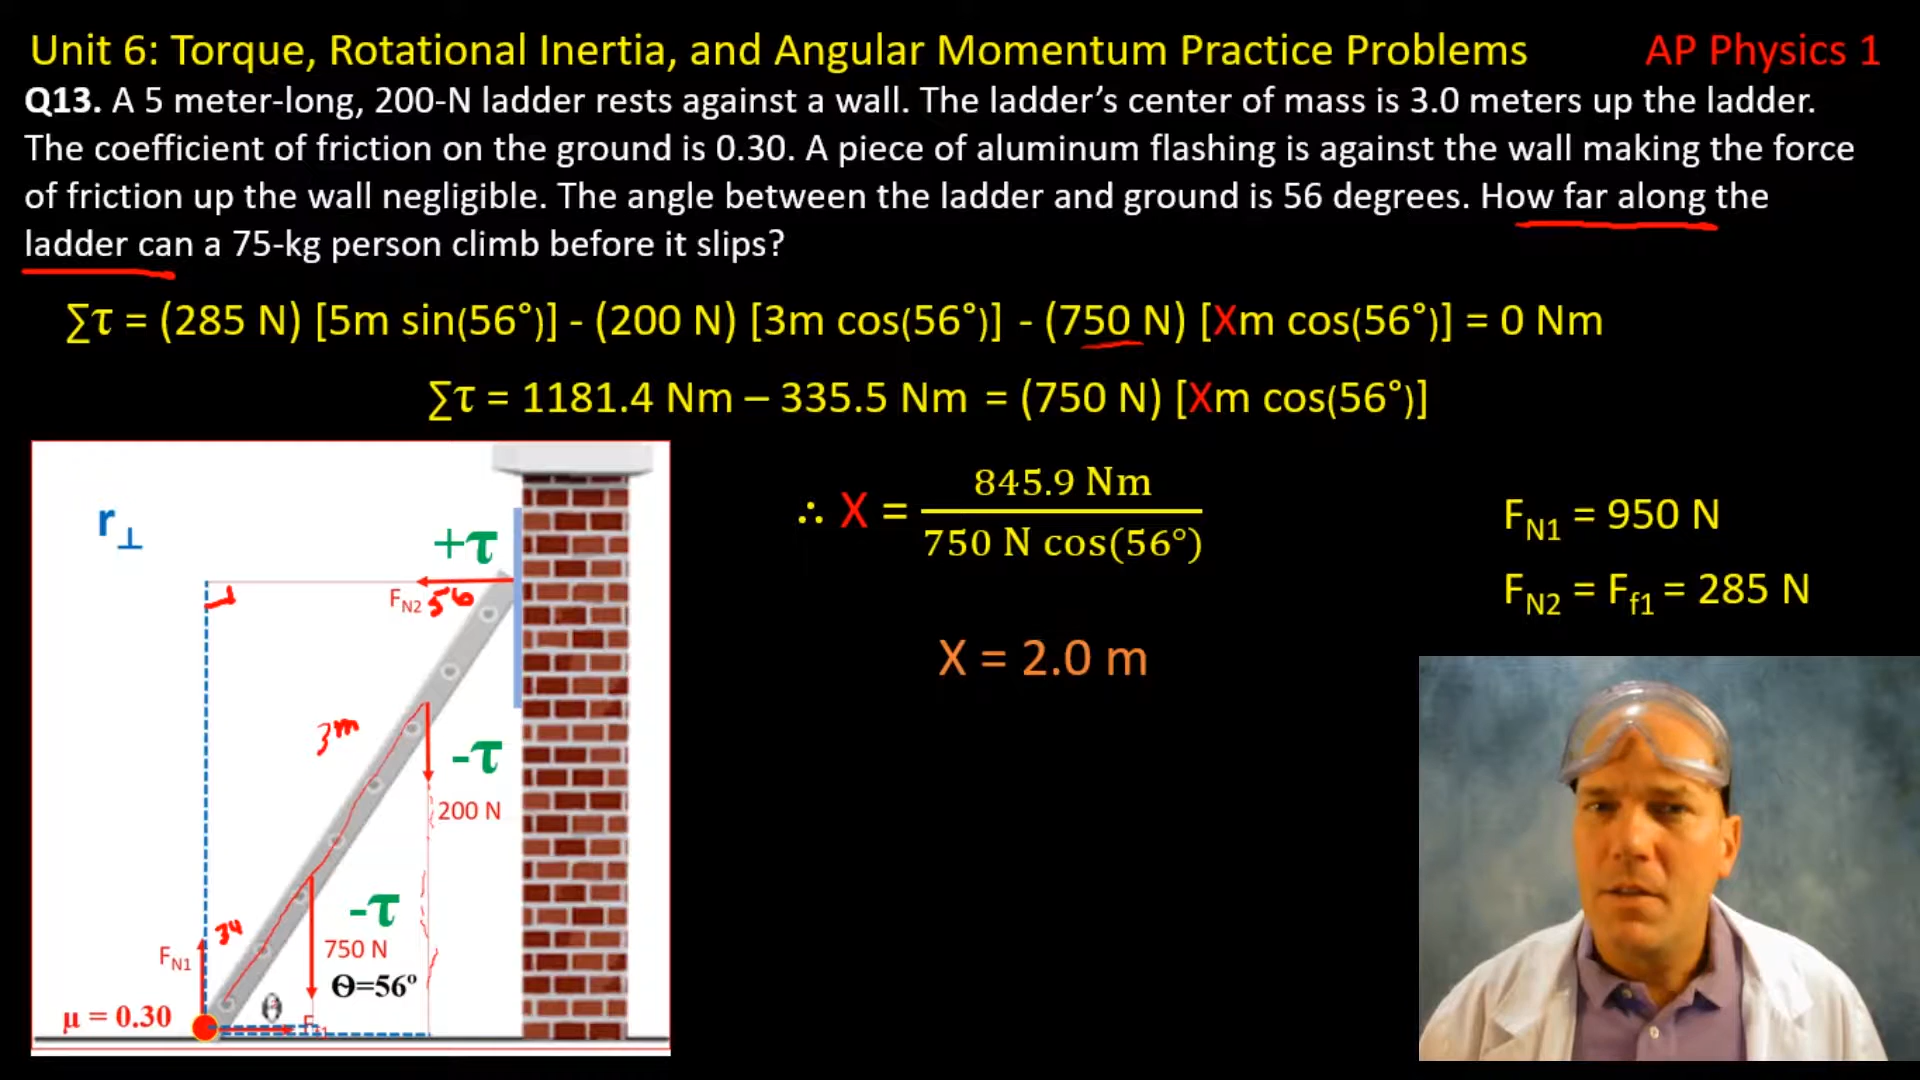 Unit 6: Torque, Rotational Inertia, and Angular Momentum Practice Problems AP Physics 1
Q13. A 5 meter-long, 200-N ladder rests against a wall. The ladder's center of mass is 3.0 meters up the ladder.
The coefficient of friction on the ground is 0.30. A piece of aluminum flashing is against the wall making the force
of friction up the wall negligible. The angle between the ladder and ground is 56 degrees. How far along the
ladder can a 75-kg person climb before it slips?
∑τ = (285 N) [5m sin(56°)] - (200 N) [3m cos(56°)] - (750 N) [Xm cos(56°)] = 0 Nm
∑τ = 1181.4 Nm – 335.5 Nm = (750 N) [Xm cos(56°)]
∴ X = 845.9 Nm / 750 N cos(56°)
X = 2.0 m
F_N1 = 950 N
F_N2 = F_f1 = 285 N
r⊥
+τ
F_N2 56
3m
-τ
200 N
-τ
34
F_N1
750 N
Θ=56°
μ = 0.30
θ